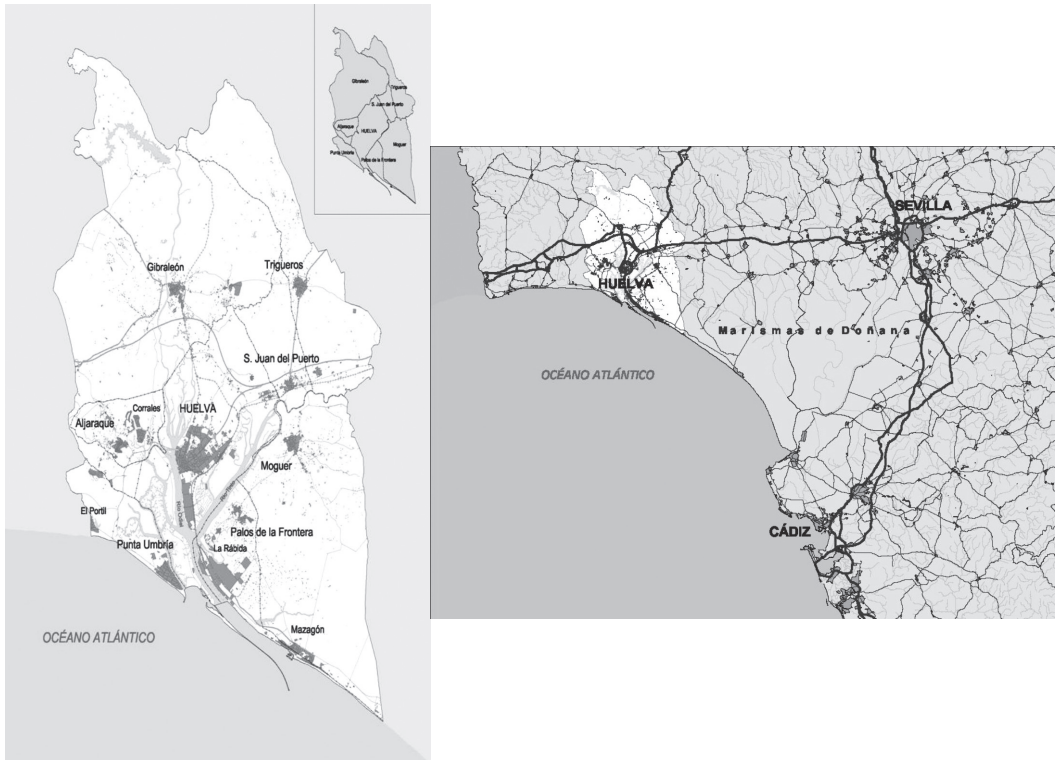 Gibraleón
Trigueros
S. Juan del Puerto
Aljaraque
HUELVA
Moguer
Punta Umbría
Palos de la Frontera
Gibraleón
Trigueros
S. Juan del Puerto
Corrales
HUELVA
Aljaraque
Moguer
El Portil
Palos de la Frontera
Punta Umbría
La Rábida
OCÉANO ATLÁNTICO
Mazagón
SEVILLA
HUELVA
Marismas de Doñana
OCÉANO ATLÁNTICO
CÁDIZ